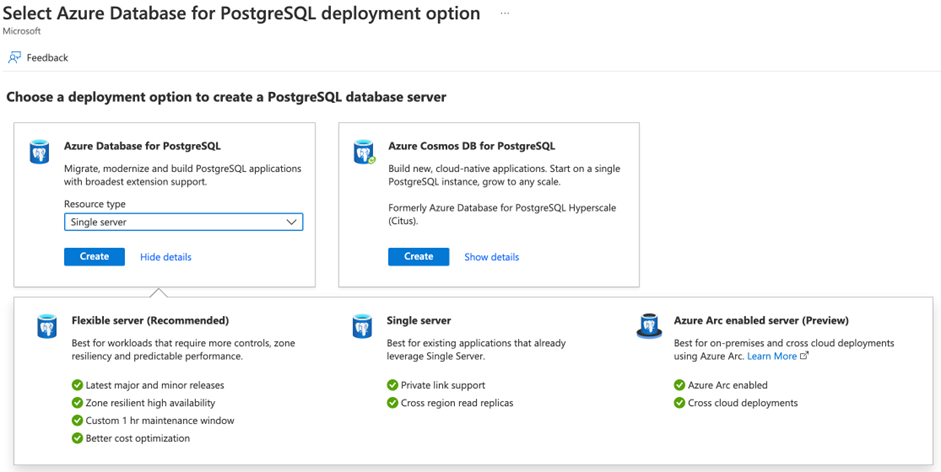 Select Azure Database for PostgreSQL deployment option ...
Microsoft
Feedback
Choose a deployment option to create a PostgreSQL database server
Azure Database for PostgreSQL
Migrate, modernize and build PostgreSQL applications
with broadest extension support.
Resource type
Single server
Create
Hide details
Azure Cosmos DB for PostgreSQL
Build new, cloud-native applications. Start on a single
PostgreSQL instance, grow to any scale.
Formerly Azure Database for PostgreSQL Hyperscale
(Citus).
Create
Show details
Flexible server (Recommended)
Best for workloads that require more controls, zone
resiliency and predictable performance.
Latest major and minor releases
Zone resilient high availability
Custom 1 hr maintenance window
Better cost optimization
Single server
Best for existing applications that already
leverage Single Server.
Private link support
Cross region read replicas
Azure Arc enabled server (Preview)
Best for on-premises and cross cloud deployments
using Azure Arc. Learn More
Azure Arc enabled
Cross cloud deployments